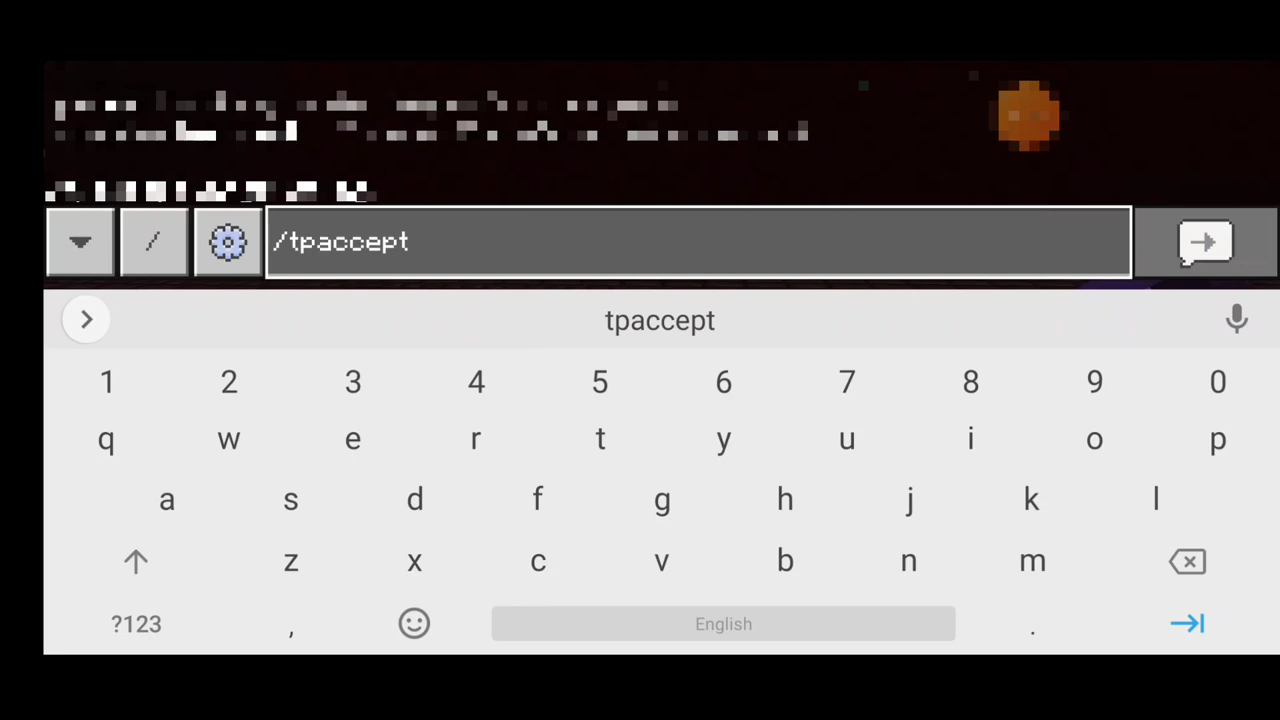 /
/tpaccept
tpaccept
1 2 3 4 5 6 7 8 9 0
q w e r t y u i o p
a s d f g h j k l
z x c v b n m
?123 , English .